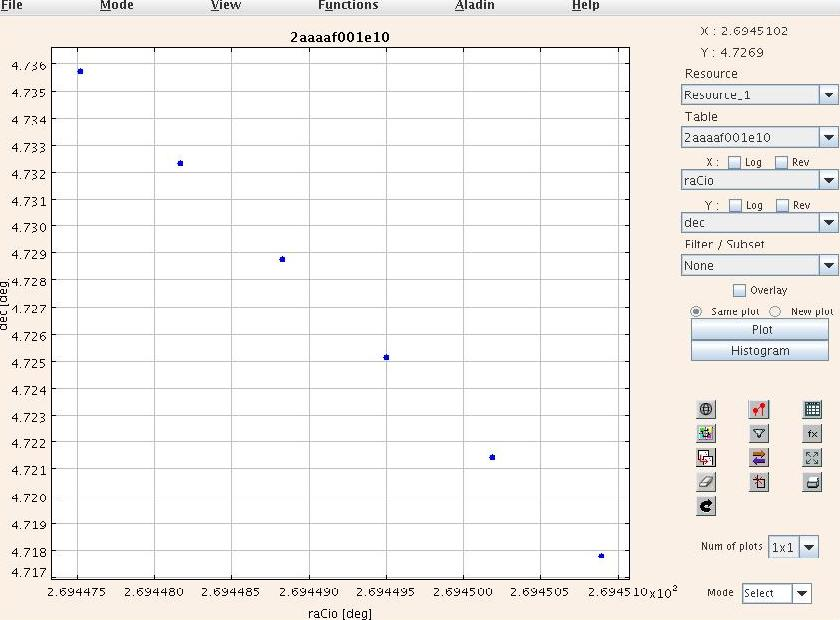 File Mode View Functions Aladin Help
2aaaaf001e10
X : 2.6945102
Y : 4.7269
Resource
Resource_1
Table
2aaaaf001e10
X : Log Rev
raCio
Y : Log Rev
dec
Filter / Subset
None
Overlay
Same plot New plot
Plot
Histogram
fx
Num of plots 1x1
Mode Select
4.736
4.735
4.734
4.733
4.732
4.731
4.730
4.729
4.728
4.727
4.726
4.725
4.724
4.723
4.722
4.721
4.720
4.719
4.718
4.717
dec [deg
2.694475 2.694480 2.694485 2.694490 2.694495 2.694500 2.694505 2.694510 x10²
raCio [deg]